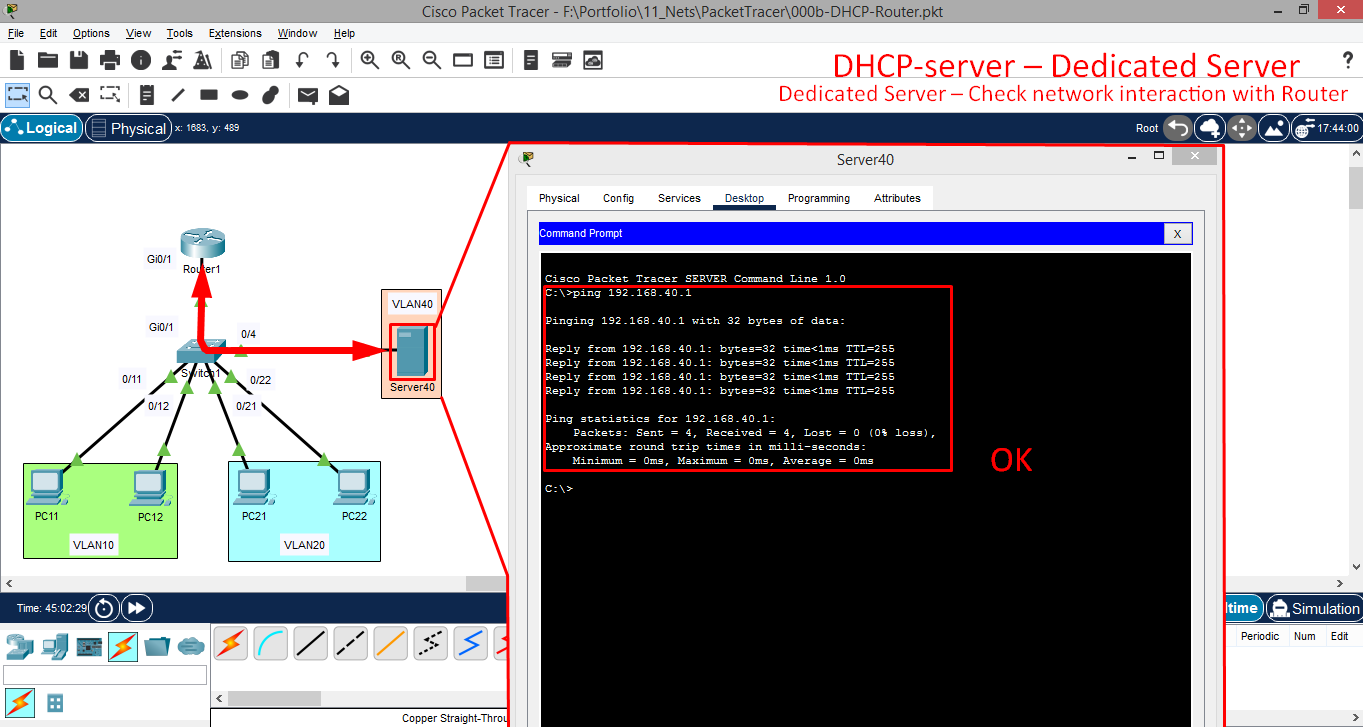 Cisco Packet Tracer - F:\Portfolio\11_Nets\PacketTracer\000b-DHCP-Router.pkt
File Edit Options View Tools Extensions Window Help
DHCP-server – Dedicated Server
Dedicated Server – Check network interaction with Router
?
Logical Physical x: 1683, y: 489
Root 17:44:00
Server40
Physical Config Services Desktop Programming Attributes
Command Prompt X
Cisco Packet Tracer SERVER Command Line 1.0
C:\>ping 192.168.40.1
Pinging 192.168.40.1 with 32 bytes of data:
Reply from 192.168.40.1: bytes=32 time<1ms TTL=255
Reply from 192.168.40.1: bytes=32 time<1ms TTL=255
Reply from 192.168.40.1: bytes=32 time<1ms TTL=255
Reply from 192.168.40.1: bytes=32 time<1ms TTL=255
Ping statistics for 192.168.40.1:
Packets: Sent = 4, Received = 4, Lost = 0 (0% loss),
Approximate round trip times in milli-seconds:
Minimum = 0ms, Maximum = 0ms, Average = 0ms
C:\>
OK
Gi0/1
Router1
Gi0/1
0/4
VLAN40
Server40
Switch1
0/11
0/22
0/12
0/21
PC11
PC12
PC21
PC22
VLAN10
VLAN20
Time: 45:02:29
time Simulation
Periodic Num Edit
Copper Straight-Throu